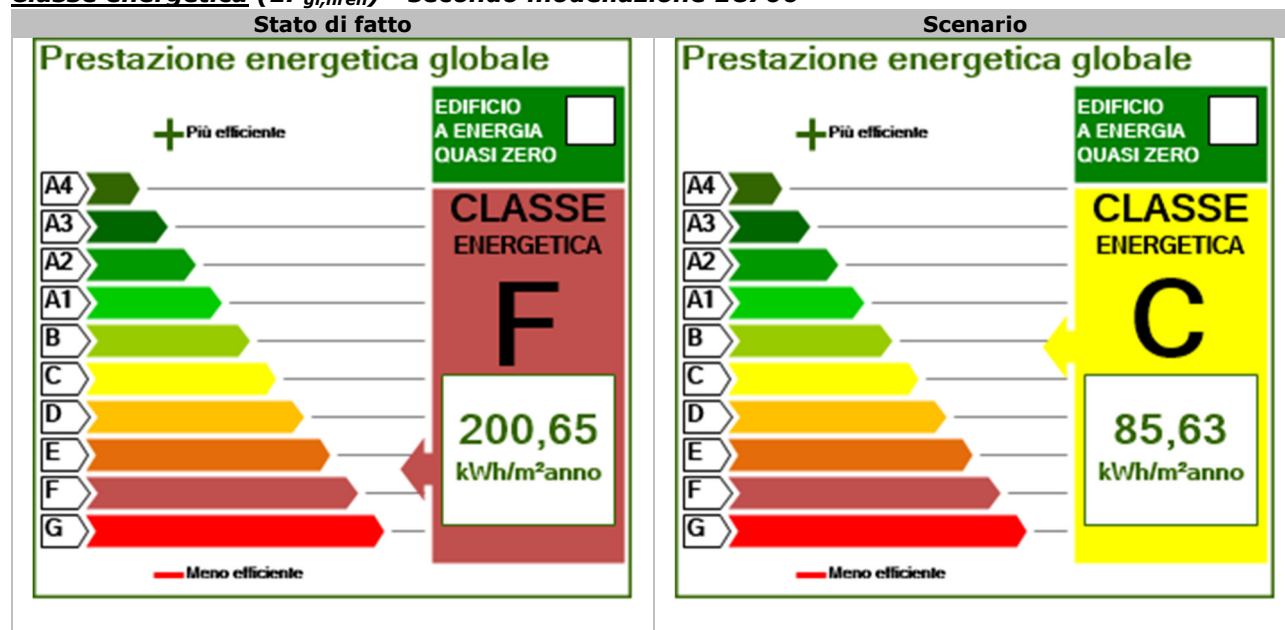 Stato di fatto
Scenario
Prestazione energetica globale
Più efficiente
EDIFICIO
A ENERGIA
QUASI ZERO
A4
A3
A2
A1
B
C
D
E
F
G
CLASSE
ENERGETICA
F
200,65
kWh/m²anno
Meno efficiente
Prestazione energetica globale
Più efficiente
EDIFICIO
A ENERGIA
QUASI ZERO
A4
A3
A2
A1
B
C
D
E
F
G
CLASSE
ENERGETICA
C
85,63
kWh/m²anno
Meno efficiente